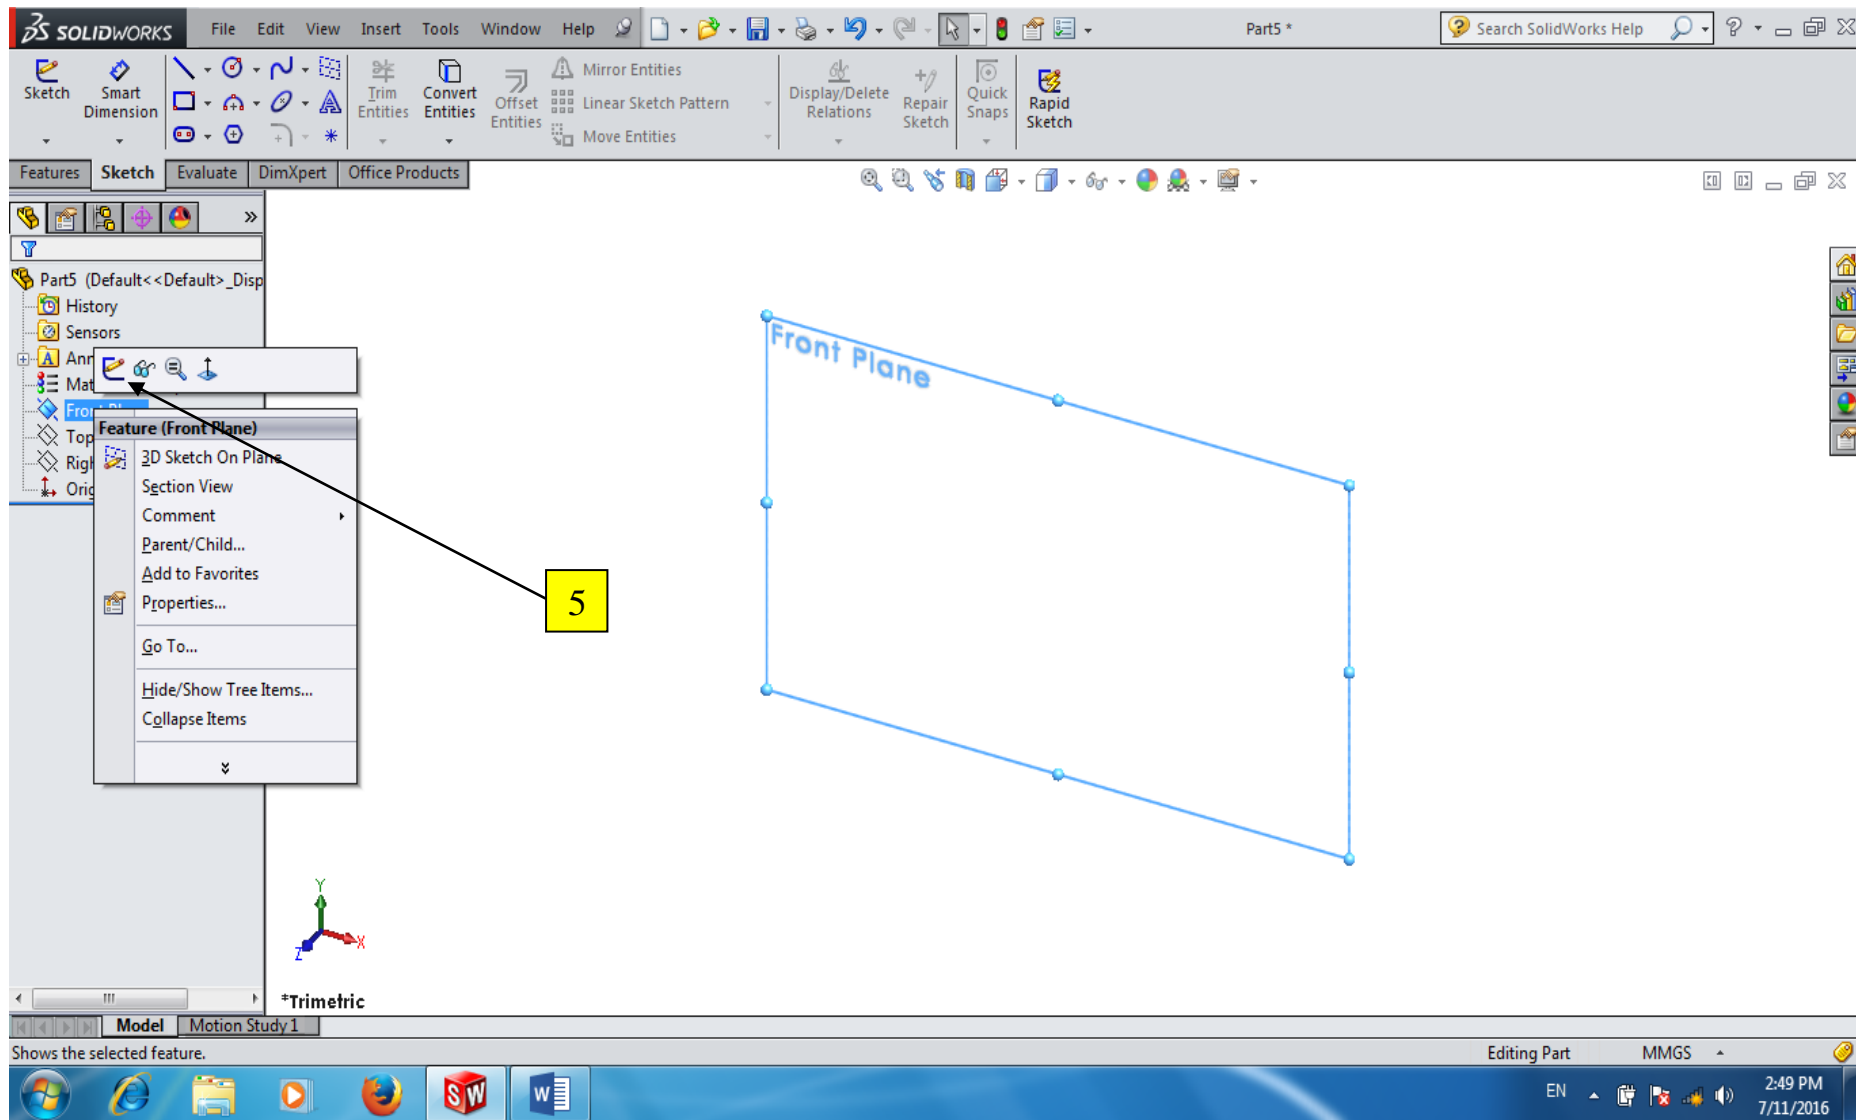 SOLIDWORKS File Edit View Insert Tools Window Help Part5 * Search SolidWorks Help
Sketch Smart Dimension
Trim Entities
Convert Entities
Offset Entities
Mirror Entities
Linear Sketch Pattern
Move Entities
Display/Delete Relations
Repair Sketch
Quick Snaps
Rapid Sketch
Features Sketch Evaluate DimXpert Office Products
Part5 (Default<<Default>_Disp
History
Sensors
Ann
Mat
Top
Orig
Feature (Front Plane)
3D Sketch On Plane
Section View
Comment
Parent/Child...
Add to Favorites
Properties...
Go To...
Hide/Show Tree Items...
Collapse Items
5
Front Plane
Y
X
Z
*Trimetric
Model Motion Study 1
Shows the selected feature. Editing Part MMGS
EN 2:49 PM
7/11/2016